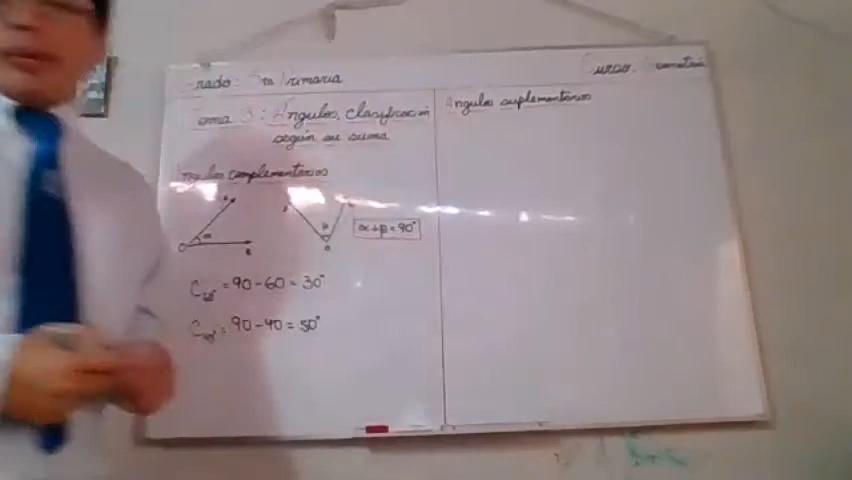 Grado: 5to Primaria
Curso: Geometría
Tema 3: Ángulos, clasificación
según su suma
Ángulos complementarios
α
β
α+β=90°
C60° = 90-60 = 30°
C40° = 90-40 = 50°
Ángulos suplementarios